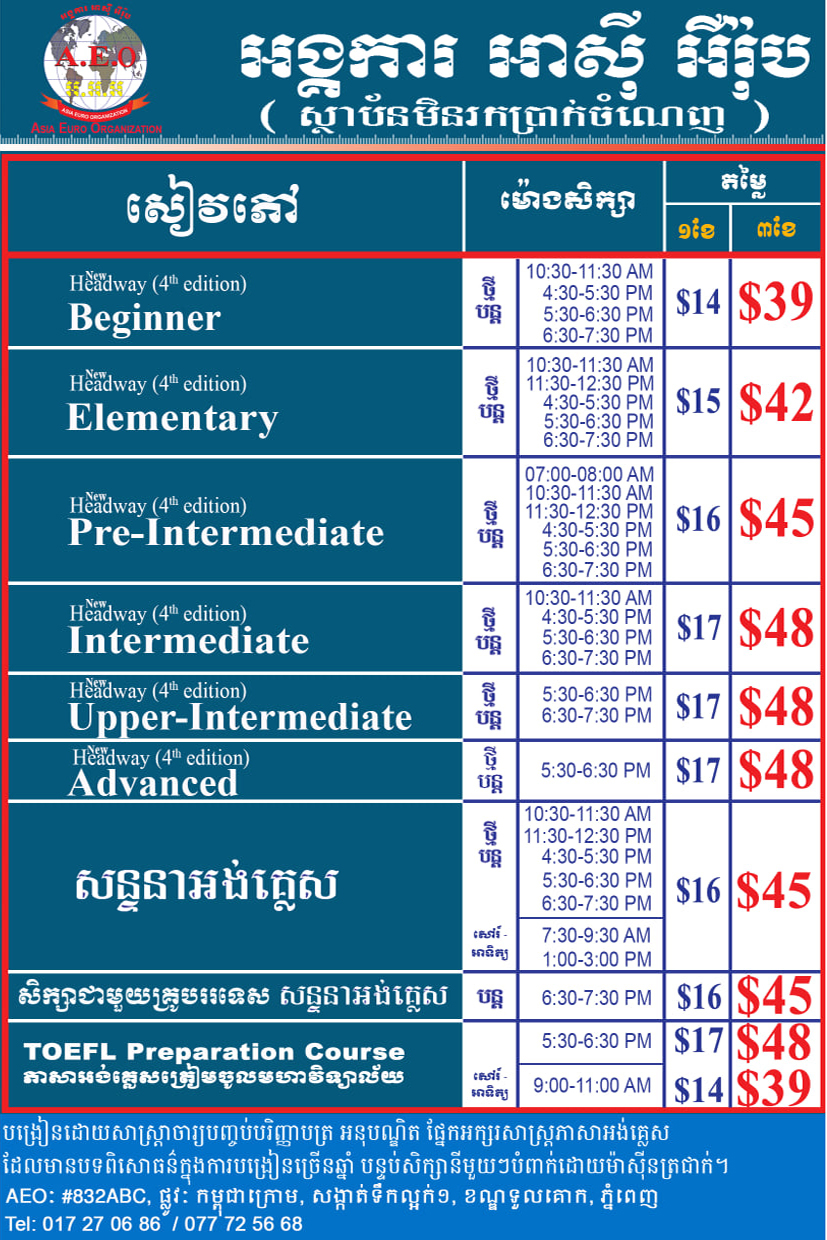 អង្គការ អាស៊ី អឺរ៉ុប
A.E.O
អ.អ.អ
ASIA EURO ORGANIZATION
ASIA EURO ORGANIZATION
អង្គការ អាស៊ី អឺរ៉ុប
( ស្ថាប័នមិនរកប្រាក់ចំណេញ )
សៀវភៅ
ម៉ោងសិក្សា
តម្លៃ
១ខែ
៣ខែ
New
Headway (4th edition)
Beginner
ថ្មី
បន្ត
10:30-11:30 AM
4:30-5:30 PM
5:30-6:30 PM
6:30-7:30 PM
$14
$39
New
Headway (4th edition)
Elementary
ថ្មី
បន្ត
10:30-11:30 AM
11:30-12:30 PM
4:30-5:30 PM
5:30-6:30 PM
6:30-7:30 PM
$15
$42
New
Headway (4th edition)
Pre-Intermediate
ថ្មី
បន្ត
07:00-08:00 AM
10:30-11:30 AM
11:30-12:30 PM
4:30-5:30 PM
5:30-6:30 PM
6:30-7:30 PM
$16
$45
New
Headway (4th edition)
Intermediate
ថ្មី
បន្ត
10:30-11:30 AM
4:30-5:30 PM
5:30-6:30 PM
6:30-7:30 PM
$17
$48
New
Headway (4th edition)
Upper-Intermediate
ថ្មី
បន្ត
5:30-6:30 PM
6:30-7:30 PM
$17
$48
New
Headway (4th edition)
Advanced
ថ្មី
បន្ត
5:30-6:30 PM
$17
$48
សន្ទនាអង់គ្លេស
ថ្មី
បន្ត
10:30-11:30 AM
11:30-12:30 PM
4:30-5:30 PM
5:30-6:30 PM
6:30-7:30 PM
សៅរ៍ -
អាទិត្យ
7:30-9:30 AM
1:00-3:00 PM
$16
$45
សិក្សាជាមួយគ្រូបរទេស សន្ទនាអង់គ្លេស
បន្ត
6:30-7:30 PM
$16
$45
TOEFL Preparation Course
ភាសាអង់គ្លេសត្រៀមចូលមហាវិទ្យាល័យ
5:30-6:30 PM
$17
$48
សៅរ៍ -
អាទិត្យ
9:00-11:00 AM
$14
$39
បង្រៀនដោយសាស្ត្រាចារ្យបញ្ចប់បរិញ្ញាបត្រ អនុបណ្ឌិត ផ្នែកអក្សរសាស្ត្រភាសាអង់គ្លេស
ដែលមានបទពិសោធន៍ក្នុងការបង្រៀនច្រើនឆ្នាំ បន្ទប់សិក្សានីមួយៗបំពាក់ដោយម៉ាស៊ីនត្រជាក់។
AEO: #832ABC, ផ្លូវ: កម្ពុជាក្រោម, សង្កាត់ទឹកល្អក់១, ខណ្ឌទួលគោក, ភ្នំពេញ
Tel: 017 27 06 86 / 077 72 56 68